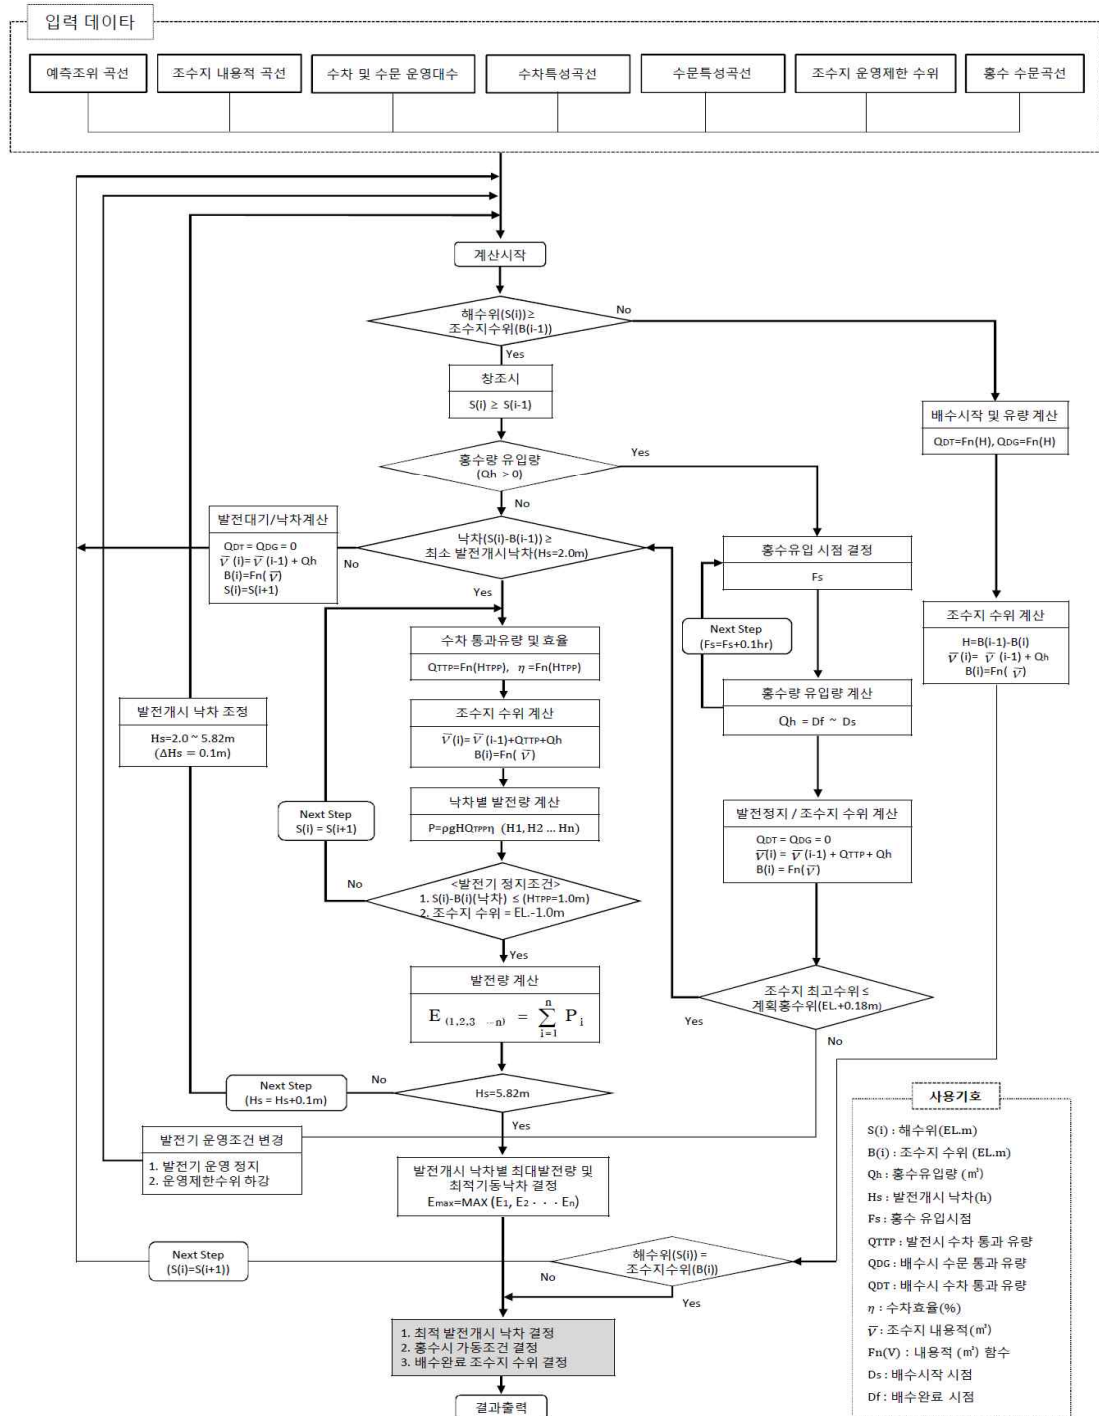 입력 데이타
예측조위 곡선
조수지 내용적 곡선
수차 및 수문 운영대수
수차특성곡선
수문특성곡선
조수지 운영제한 수위
홍수 수문곡선
계산시작
해수위(S(i))≥
조수지수위(B(i-1))
No
Yes
창조시
S(i) ≥ S(i-1)
배수시작 및 유량 계산
QDT=Fn(H), QDG=Fn(H)
홍수량 유입량
(Qh > 0)
Yes
No
발전대기/낙차계산
QDT = QDG = 0
V̅ (i)= V̅ (i-1) + Qh
B(i)=Fn( V̅ )
S(i)=S(i+1)
낙차(S(i)-B(i-1)) ≥
최소 발전개시낙차(Hs=2.0m)
No
Yes
홍수유입 시점 결정
Fs
Next Step
(Fs=Fs+0.1hr)
조수지 수위 계산
H=B(i-1)-B(i)
V̅ (i)= V̅ (i-1) + Qh
B(i)=Fn( V̅ )
수차 통과유량 및 효율
QTTP=Fn(HTPP), η =Fn(HTPP)
홍수량 유입량 계산
Qh = Df ~ Ds
발전개시 낙차 조정
Hs=2.0 ~ 5.82m
(ΔHs = 0.1m)
조수지 수위 계산
V̅ (i)= V̅ (i-1)+QTTP+Qh
B(i)=Fn( V̅ )
낙차별 발전량 계산
P=ρgHQTPPη (H1, H2 ... Hn)
Next Step
S(i) = S(i+1)
발전정지 / 조수지 수위 계산
QDT = QDG = 0
V̅(i) = V̅ (i-1) + QTTP + Qh
B(i) = Fn( V̅ )
No
<발전기 정지조건>
1. S(i)-B(i)(낙차) ≤ (HTPP=1.0m)
2. 조수지 수위 = EL.-1.0m
Yes
발전량 계산
E (1,2,3 ...n) = n ∑ i=1 P i
조수지 최고수위 ≤
계획홍수위(EL.+0.18m)
Yes
No
Next Step
(Hs = Hs+0.1m)
No
Hs=5.82m
Yes
발전기 운영조건 변경
1. 발전기 운영 정지
2. 운영제한수위 하강
발전개시 낙차별 최대발전량 및
최적기동낙차 결정
Emax=MAX (E1, E2 · · · En)
Next Step
(S(i)=S(i+1))
해수위(S(i)) =
조수지수위(B(i))
No
Yes
1. 최적 발전개시 낙차 결정
2. 홍수시 가동조건 결정
3. 배수완료 조수지 수위 결정
결과출력
사용기호
S(i) : 해수위(EL.m)
B(i) : 조수지 수위 (EL.m)
Qh : 홍수유입량 (㎥)
Hs : 발전개시 낙차(h)
Fs : 홍수 유입시점
QTTP : 발전시 수차 통과 유량
QDG : 배수시 수문 통과 유량
QDT : 배수시 수차 통과 유량
η : 수차효율(%)
V̅ : 조수지 내용적(㎥)
Fn(V) : 내용적 (㎥) 함수
Ds : 배수시작 시점
Df : 배수완료 시점